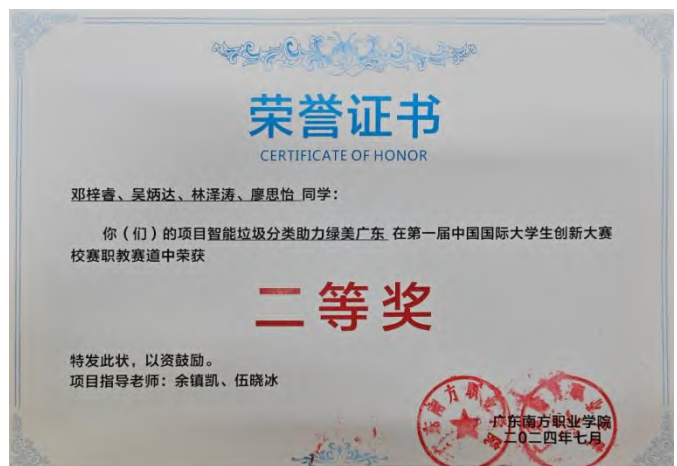 荣誉证书
CERTIFICATE OF HONOR
邓梓睿、吴炳达、林泽涛、廖思怡 同学：
你（们）的项目智能垃圾分类助力绿美广东 在第一届中国国际大学生创新大赛
校赛职教赛道中荣获
二等奖
特发此状，以资鼓励。
项目指导老师：余镇凯、伍晓冰
广东南方职业学院
二〇二四年七月